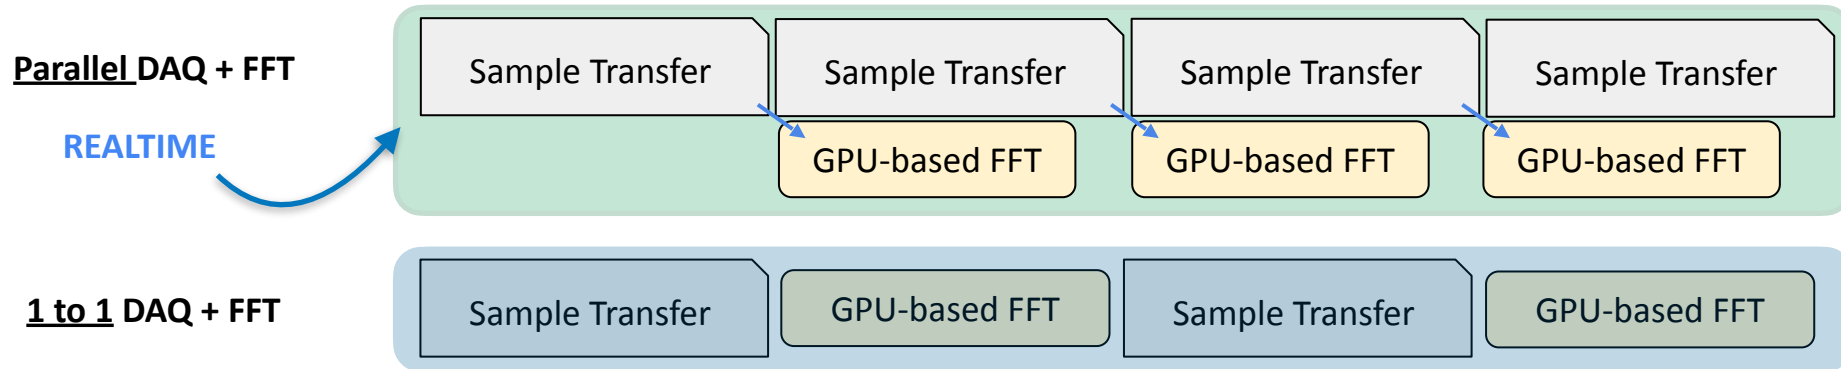 Parallel DAQ + FFT
REALTIME
Sample Transfer
Sample Transfer
Sample Transfer
Sample Transfer
GPU-based FFT
GPU-based FFT
GPU-based FFT
1 to 1 DAQ + FFT
Sample Transfer
GPU-based FFT
Sample Transfer
GPU-based FFT